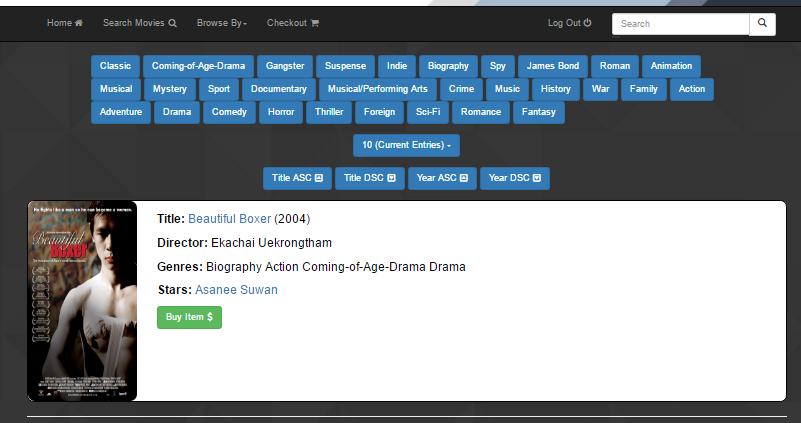 Home Search Movies Browse By Checkout Log Out Search
Classic Coming-of-Age-Drama Gangster Suspense Indie Biography Spy James Bond Roman Animation
Musical Mystery Sport Documentary Musical/Performing Arts Crime Music History War Family Action
Adventure Drama Comedy Horror Thriller Foreign Sci-Fi Romance Fantasy
10 (Current Entries)
Title ASC Title DSC Year ASC Year DSC
He fights like a man so he can become a woman.
Beautiful
BOXER
Title: Beautiful Boxer (2004)
Director: Ekachai Uekrongtham
Genres: Biography Action Coming-of-Age-Drama Drama
Stars: Asanee Suwan
Buy Item $